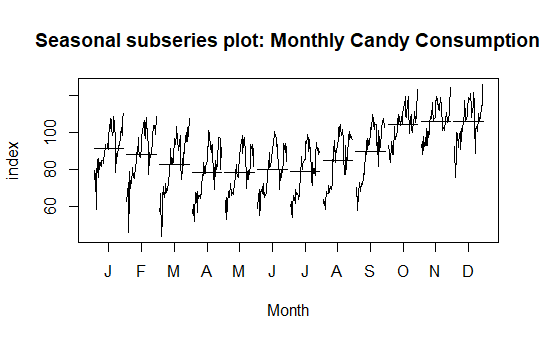 Seasonal subseries plot: Monthly Candy Consumption
100
80
60
index
J F M A M J J A S O N D
Month